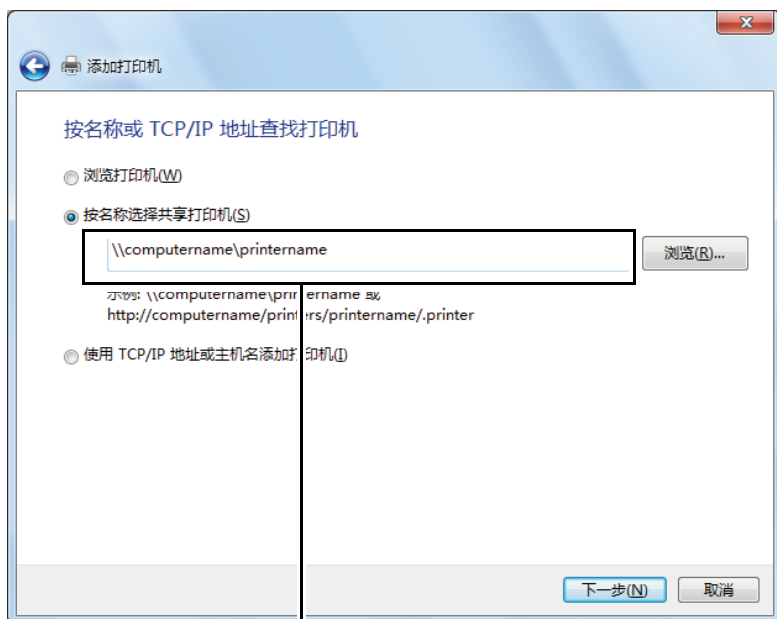 添加打印机
按名称或 TCP/IP 地址查找打印机
浏览打印机(W)
按名称选择共享打印机(S)
\\computername\printername
浏览(R)...
示例: \\computername\printername 或
http://computername/printers/printername/.printer
使用 TCP/IP 地址或主机名添加打印机(I)
下一步(N)
取消